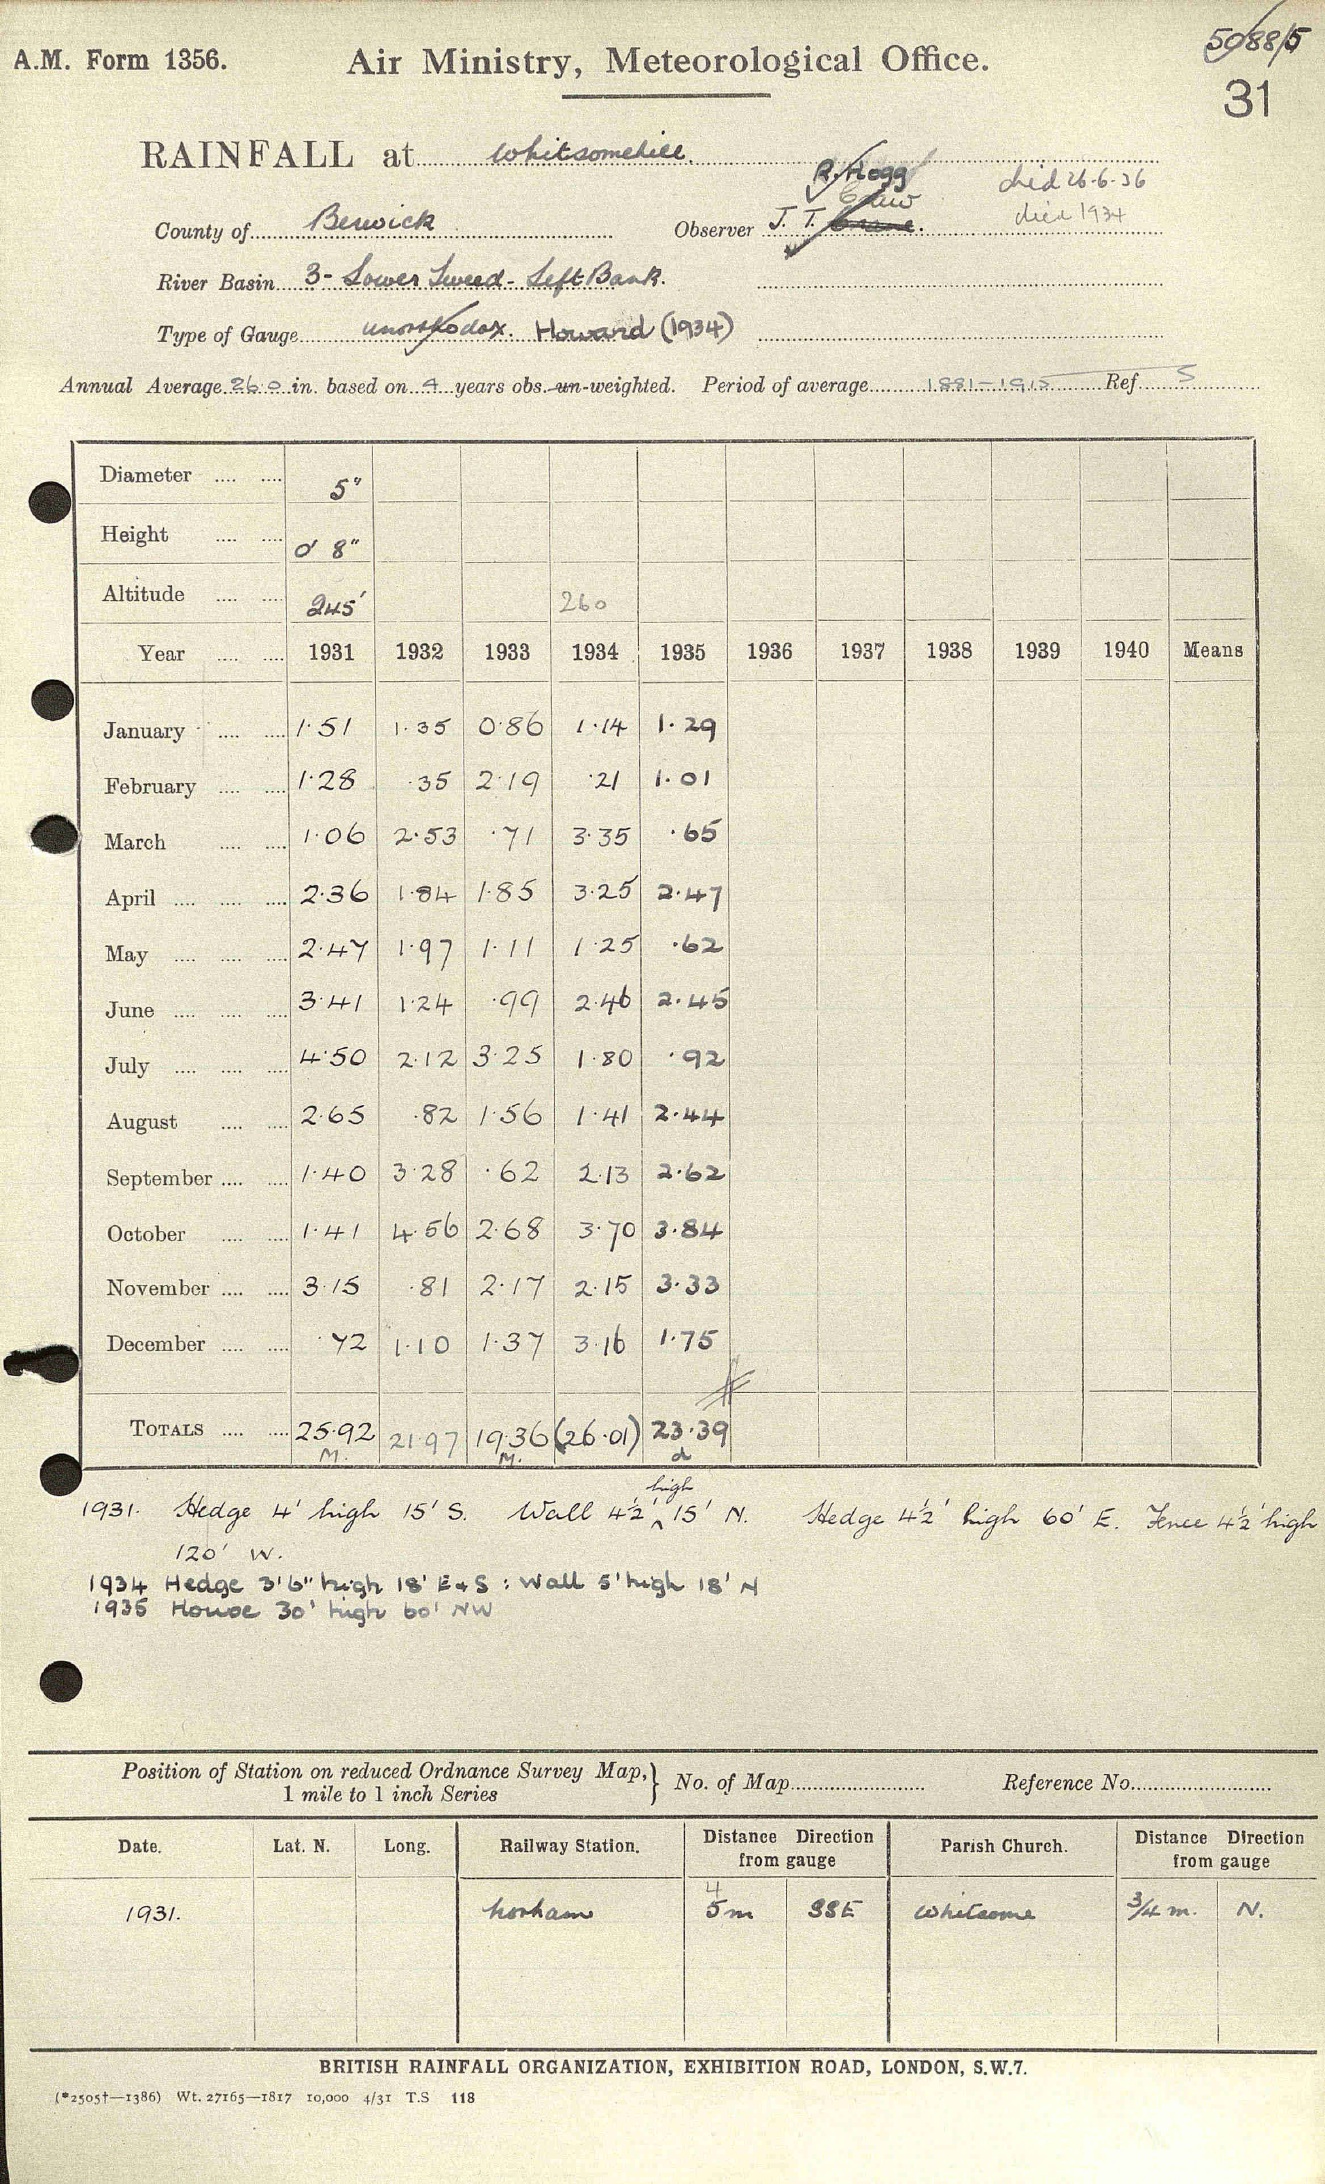 5088/5
A.M. Form 1356. Air Ministry, Meteorological Office.
31
RAINFALL at Whitsomehill.
R. Hogg died 26.6.36
Crew died 1934
County of Berwick Observer J. T. Crane.
River Basin 3- Lower Tweed - Left Bank.
Type of Gauge unorthodox. Howard (1934)
Annual Average 26.0 in. based on 4 years obs. un-weighted. Period of average 1881-1915 Ref. S
Diameter .... .... 5"
Height .... .... 0' 8"
Altitude .... .... 245' 260
Year .... .... 1931 1932 1933 1934 1935 1936 1937 1938 1939 1940 Means
January .... .... 1.51 1.35 0.86 1.14 1.29
February .... .... 1.28 .35 2.19 .21 1.01
March .... .... 1.06 2.53 .71 3.35 .65
April .... .... .... 2.36 1.84 1.85 3.25 2.47
May .... .... .... 2.47 1.97 1.11 1.25 .62
June .... .... .... 3.41 1.24 .99 2.46 2.45
July .... .... .... 4.50 2.12 3.25 1.80 .92
August .... .... 2.65 .82 1.56 1.41 2.44
September .... .... 1.40 3.28 .62 2.13 2.62
October .... .... 1.41 4.56 2.68 3.70 3.84
November .... .... 3.15 .81 2.17 2.15 3.33
December .... .... .72 1.10 1.37 3.16 1.75
TOTALS .... .... 25.92 21.97 19.36 (26.01) 23.39
M. M. d
1931. Hedge 4' high 15' S. Wall 4½' high 15' N. Hedge 4½' high 60' E. Fence 4½' high
120' W.
1934 Hedge 3'6" high 18' E & S : Wall 5' high 18' N
1935 House 30' high 60' NW
Position of Station on reduced Ordnance Survey Map, } No. of Map Reference No.
1 mile to 1 inch Series
Date. Lat. N. Long. Railway Station. Distance Direction from gauge Parish Church. Distance Direction from gauge
4
1931. Norham 5m SSE Whitsome ¾ m. N.
BRITISH RAINFALL ORGANIZATION, EXHIBITION ROAD, LONDON, S.W.7.
(*2505†—1386) Wt. 27165—1817 10,000 4/31 T.S 118